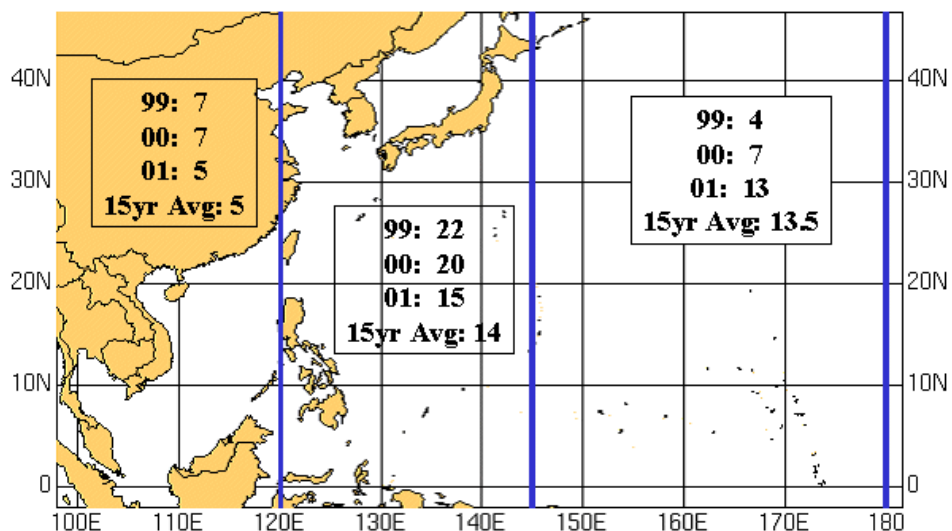 40N
30N
20N
10N
0
99: 7
00: 7
01: 5
15yr Avg: 5
99: 22
00: 20
01: 15
15yr Avg: 14
99: 4
00: 7
01: 13
15yr Avg: 13.5
40N
30N
20N
10N
0
100E 110E 120E 130E 140E 150E 160E 170E 180